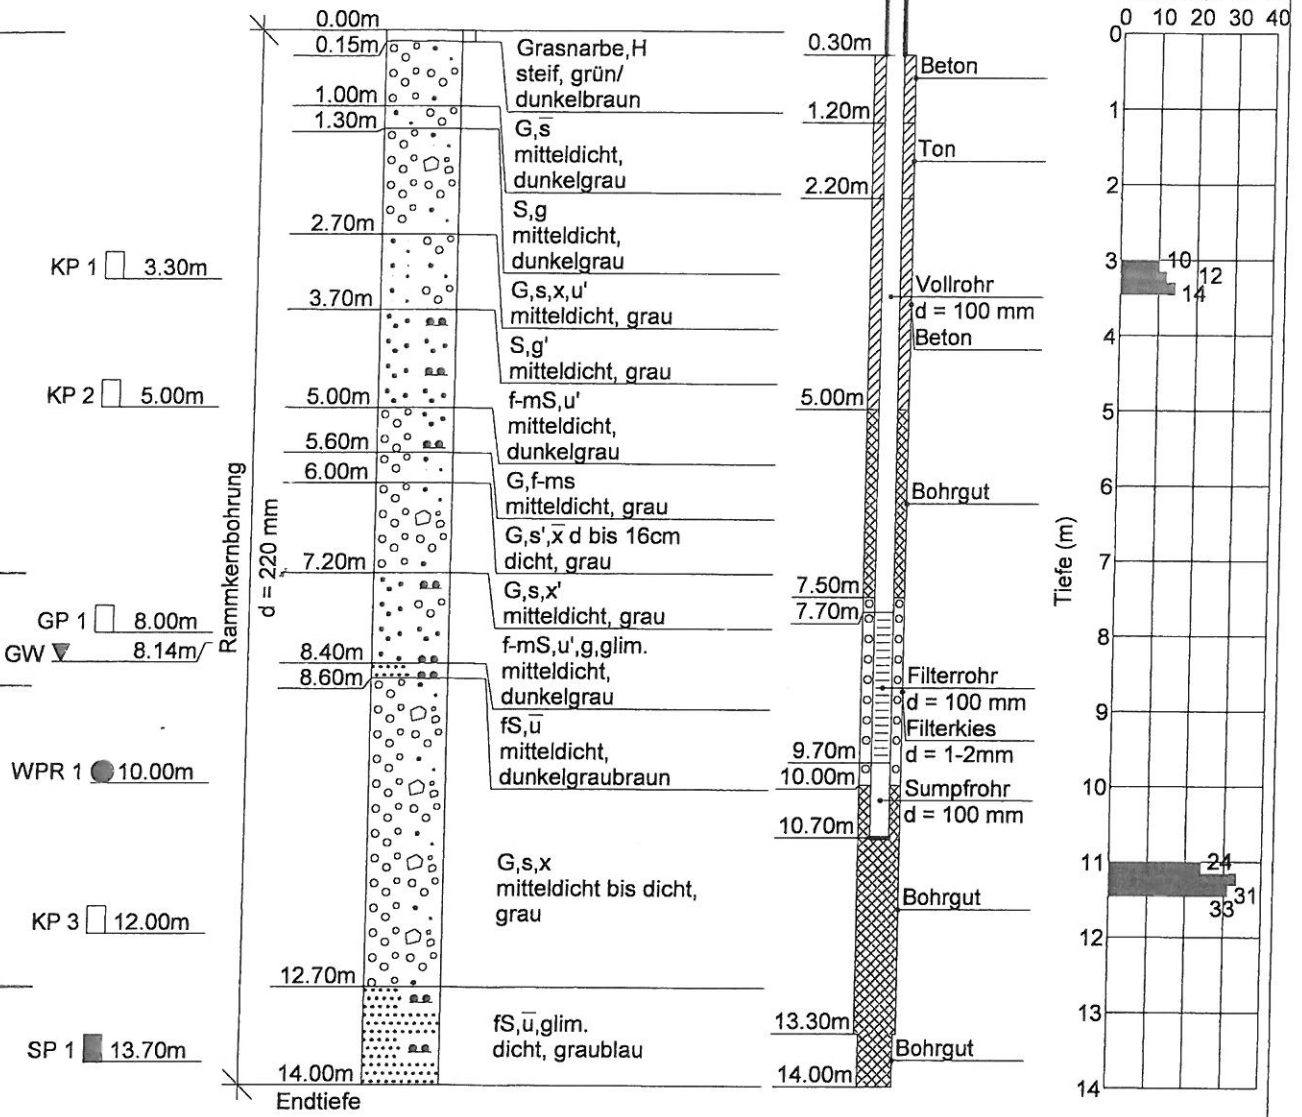 KP 1 3.30m
KP 2 5.00m
GP 1 8.00m
GW 8.14m
WPR 1 10.00m
KP 3 12.00m
SP 1 13.70m
Rammkernbohrung
d = 220 mm
0.00m
0.15m
1.00m
1.30m
2.70m
3.70m
5.00m
5.60m
6.00m
7.20m
8.40m
8.60m
12.70m
14.00m
Endtiefe
Grasnarbe,H
steif, grün/
dunkelbraun
G,s̅
mitteldicht,
dunkelgrau
S,g
mitteldicht,
dunkelgrau
G,s,x,u'
mitteldicht, grau
S,g'
mitteldicht, grau
f-mS,u'
mitteldicht,
dunkelgrau
G,f-ms
mitteldicht, grau
G,s',x̅ d bis 16cm
dicht, grau
G,s,x'
mitteldicht, grau
f-mS,u',g,glim.
mitteldicht,
dunkelgrau
fS,u̅
mitteldicht,
dunkelgraubraun
G,s,x
mitteldicht bis dicht,
grau
fS,u̅,glim.
dicht, graublau
0.30m
1.20m
2.20m
5.00m
7.50m
7.70m
9.70m
10.00m
10.70m
13.30m
14.00m
Beton
Ton
Vollrohr
d = 100 mm
Beton
Bohrgut
Filterrohr
d = 100 mm
Filterkies
d = 1-2mm
Sumpfrohr
d = 100 mm
Bohrgut
Bohrgut
0 10 20 30 40
Tiefe (m)
0
1
2
3
4
5
6
7
8
9
10
11
12
13
14
10
12
14
24
31
33